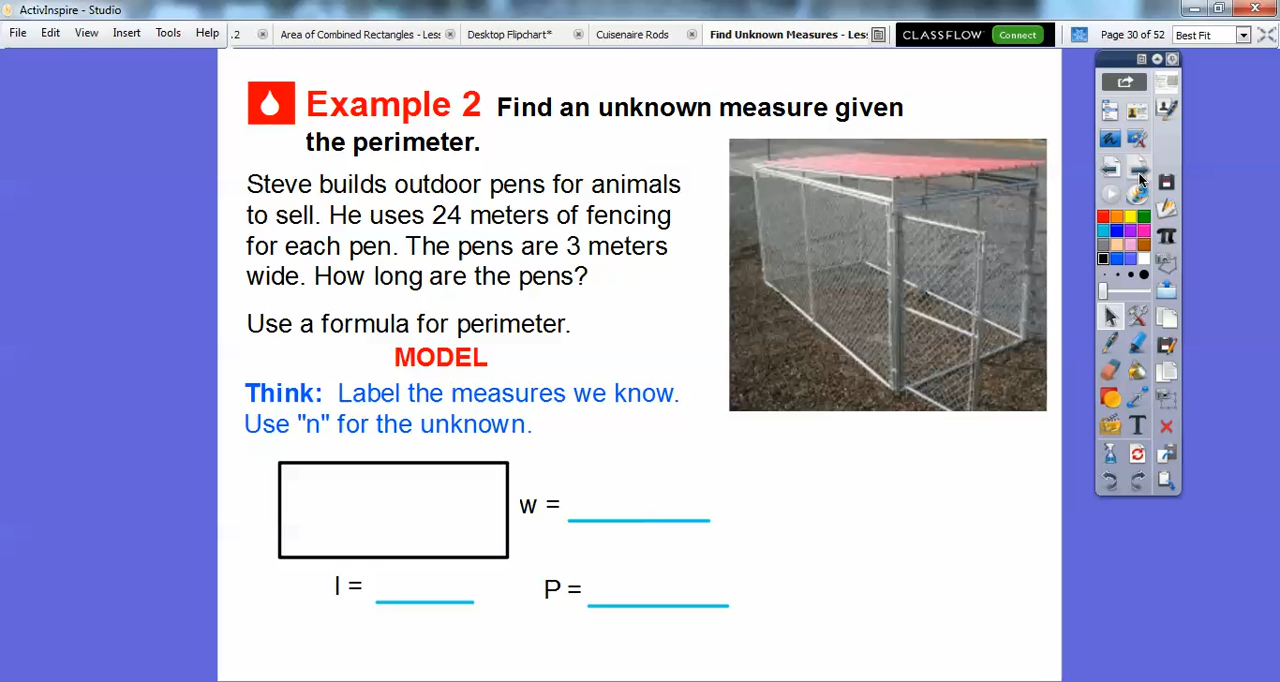 ActivInspire - Studio
File Edit View Insert Tools Help
.2
Area of Combined Rectangles - Les
Desktop Flipchart*
Cuisenaire Rods
Find Unknown Measures - Les
CLASSFLOW Connect
Page 30 of 52
Best Fit
Example 2 Find an unknown measure given
the perimeter.
Steve builds outdoor pens for animals
to sell. He uses 24 meters of fencing
for each pen. The pens are 3 meters
wide. How long are the pens?
Use a formula for perimeter.
MODEL
Think: Label the measures we know.
Use "n" for the unknown.
w =
l =
P =